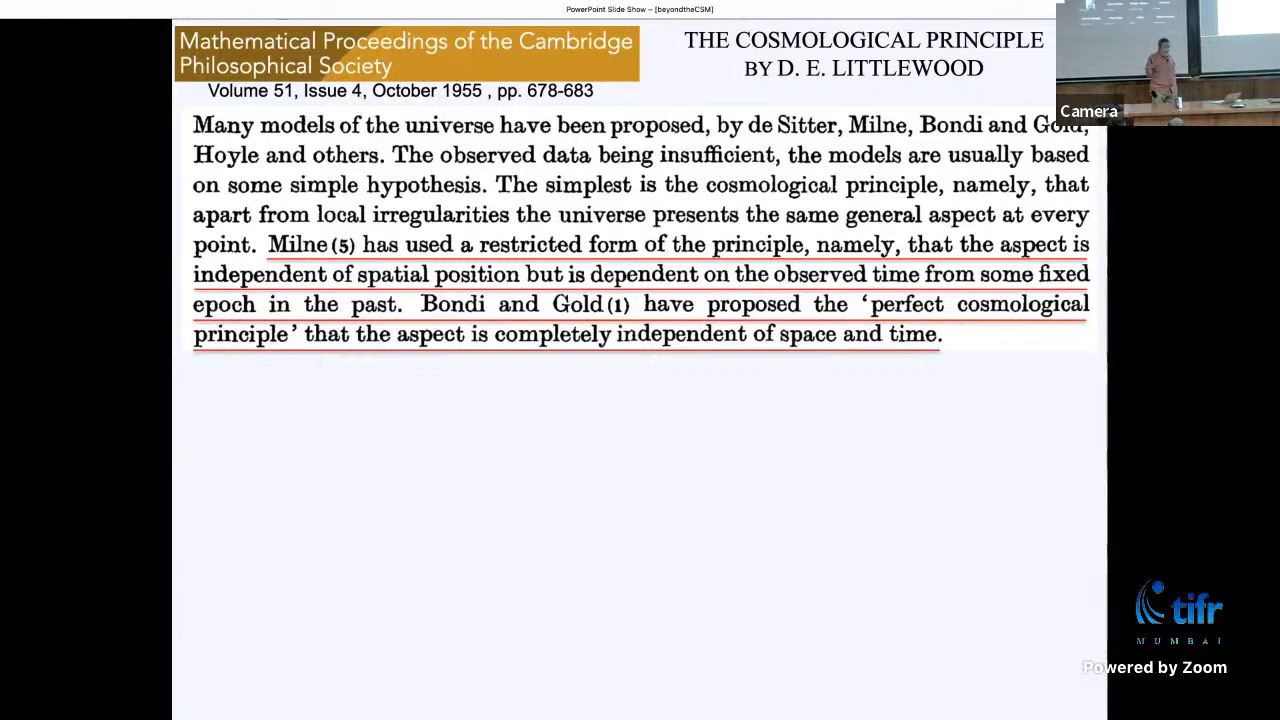 PowerPoint Slide Show – [beyondtheCSM]
Mathematical Proceedings of the Cambridge
Philosophical Society
Volume 51, Issue 4, October 1955 , pp. 678-683
THE COSMOLOGICAL PRINCIPLE
BY D. E. LITTLEWOOD
Camera
Many models of the universe have been proposed, by de Sitter, Milne, Bondi and Gold,
Hoyle and others. The observed data being insufficient, the models are usually based
on some simple hypothesis. The simplest is the cosmological principle, namely, that
apart from local irregularities the universe presents the same general aspect at every
point. Milne (5) has used a restricted form of the principle, namely, that the aspect is
independent of spatial position but is dependent on the observed time from some fixed
epoch in the past. Bondi and Gold (1) have proposed the ‘perfect cosmological
principle’ that the aspect is completely independent of space and time.
tifr
MUMBAI
Powered by Zoom